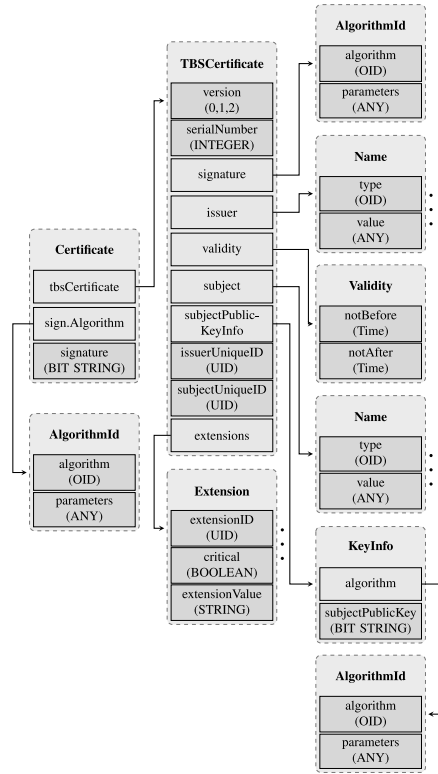 Certificate
tbsCertificate
sign.Algorithm
signature
(BIT STRING)
AlgorithmId
algorithm
(OID)
parameters
(ANY)
TBSCertificate
version
(0,1,2)
serialNumber
(INTEGER)
signature
issuer
validity
subject
subjectPublic-
KeyInfo
issuerUniqueID
(UID)
subjectUniqueID
(UID)
extensions
Extension
extensionID
(UID)
critical
(BOOLEAN)
extensionValue
(STRING)
AlgorithmId
algorithm
(OID)
parameters
(ANY)
Name
type
(OID)
value
(ANY)
Validity
notBefore
(Time)
notAfter
(Time)
Name
type
(OID)
value
(ANY)
KeyInfo
algorithm
subjectPublicKey
(BIT STRING)
AlgorithmId
algorithm
(OID)
parameters
(ANY)